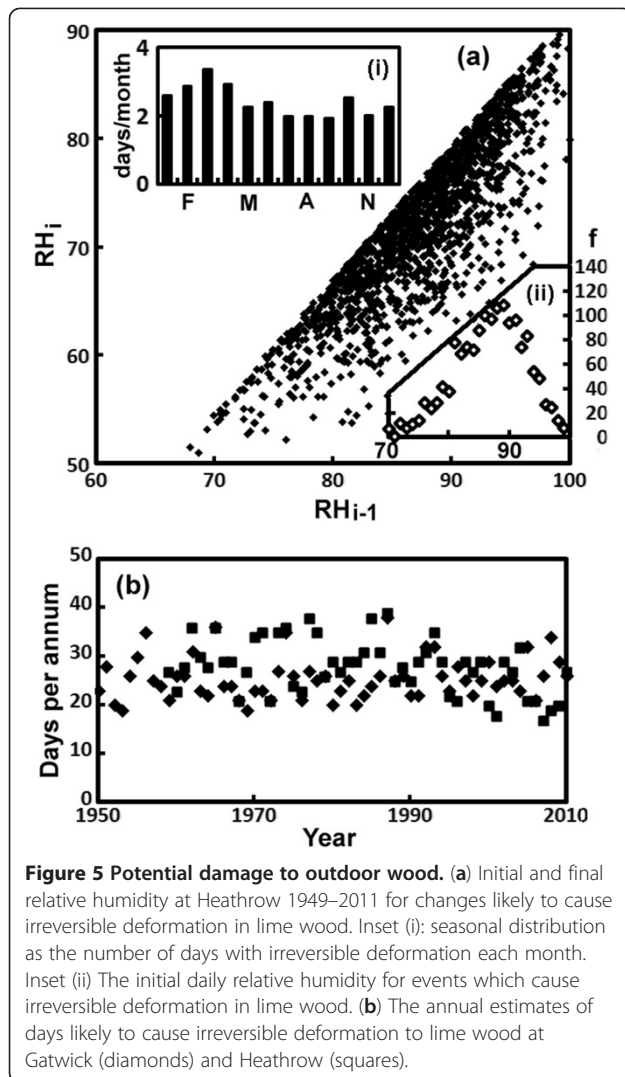 90
80
70
60
50
RHi
4
2
0
days/month
(i)
F M A N
(a)
f
140
120
100
80
60
40
20
0
(ii)
70 90
60 70 80 90 100
RHi-1
50
40
30
20
10
0
Days per annum
(b)
1950 1970 1990 2010
Year
Figure 5 Potential damage to outdoor wood. (a) Initial and final
relative humidity at Heathrow 1949–2011 for changes likely to cause
irreversible deformation in lime wood. Inset (i): seasonal distribution
as the number of days with irreversible deformation each month.
Inset (ii) The initial daily relative humidity for events which cause
irreversible deformation in lime wood. (b) The annual estimates of
days likely to cause irreversible deformation to lime wood at
Gatwick (diamonds) and Heathrow (squares).